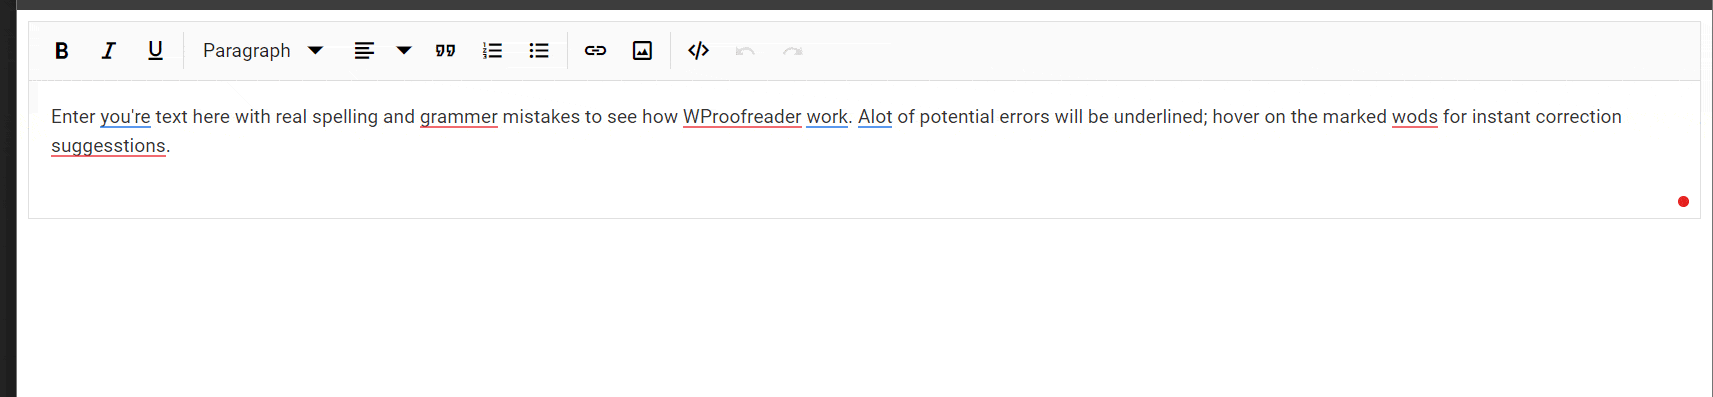 B I U Paragraph
Enter you're text here with real spelling and grammer mistakes to see how WProofreader work. Alot of potential errors will be underlined; hover on the marked wods for instant correction
suggesstions.